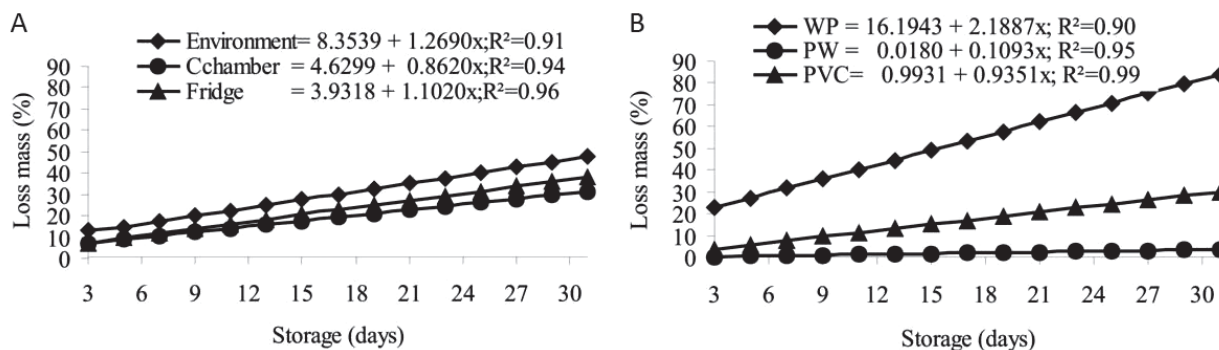 A
Environment= 8.3539 + 1.2690x;R²=0.91
Cchamber = 4.6299 + 0.8620x;R²=0.94
Fridge = 3.9318 + 1.1020x;R²=0.96
Loss mass (%)
90
80
70
60
50
40
30
20
10
0
3 6 9 12 15 18 21 24 27 30
Storage (days)
B
WP = 16.1943 + 2.1887x; R²=0.90
PW = 0.0180 + 0.1093x; R²=0.95
PVC= 0.9931 + 0.9351x; R²=0.99
Loss mass (%)
90
80
70
60
50
40
30
20
10
0
3 6 9 12 15 18 21 24 27 30
Storage (days)